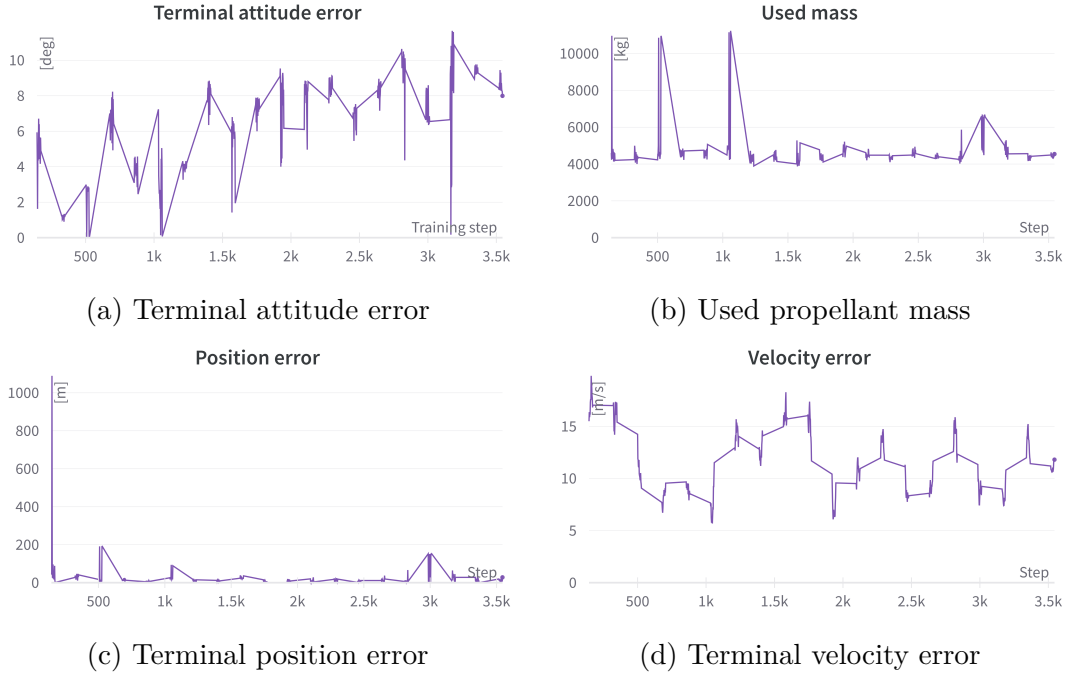 Terminal attitude error
[deg]
10
8
6
4
2
0
Training step
500
1k
1.5k
2k
2.5k
3k
3.5k
(a) Terminal attitude error
Used mass
[kg]
10000
8000
6000
4000
2000
0
Step
500
1k
1.5k
2k
2.5k
3k
3.5k
(b) Used propellant mass
Position error
[m]
1000
800
600
400
200
0
Step
500
1k
1.5k
2k
2.5k
3k
3.5k
(c) Terminal position error
Velocity error
[m/s]
15
10
5
0
Step
500
1k
1.5k
2k
2.5k
3k
3.5k
(d) Terminal velocity error